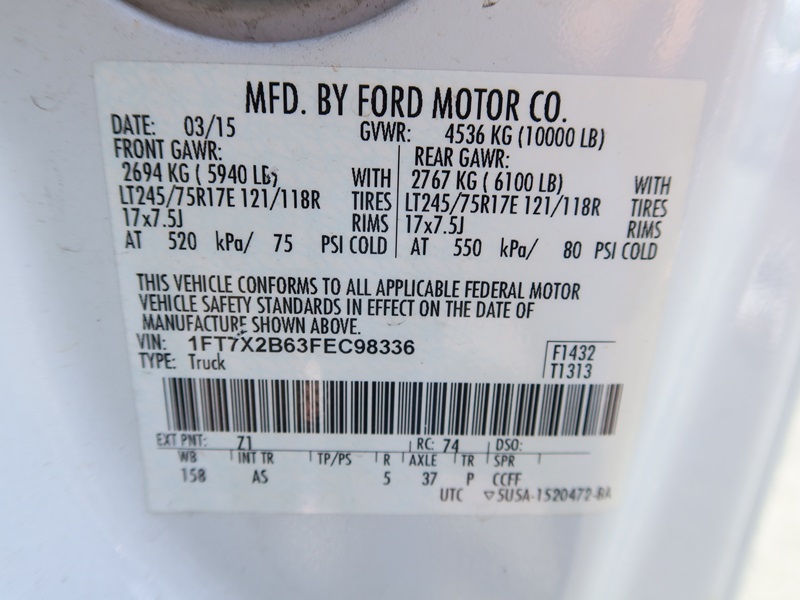 MFD. BY FORD MOTOR CO.
DATE: 03/15 GVWR: 4536 KG (10000 LB)
FRONT GAWR: REAR GAWR:
2694 KG ( 5940 LB) WITH 2767 KG ( 6100 LB) WITH
LT245/75R17E 121/118R TIRES LT245/75R17E 121/118R TIRES
17x7.5J RIMS 17x7.5J RIMS
AT 520 kPa/ 75 PSI COLD AT 550 kPa/ 80 PSI COLD
THIS VEHICLE CONFORMS TO ALL APPLICABLE FEDERAL MOTOR
VEHICLE SAFETY STANDARDS IN EFFECT ON THE DATE OF
MANUFACTURE SHOWN ABOVE.
VIN: 1FT7X2B63FEC98336 F1432
TYPE: Truck T1313
EXT PNT: Z1 RC: 74 DSO:
WB INT TR TP/PS R AXLE TR SPR
158 AS 5 37 P CCFF
UTC ▽5USA-1520472-BA